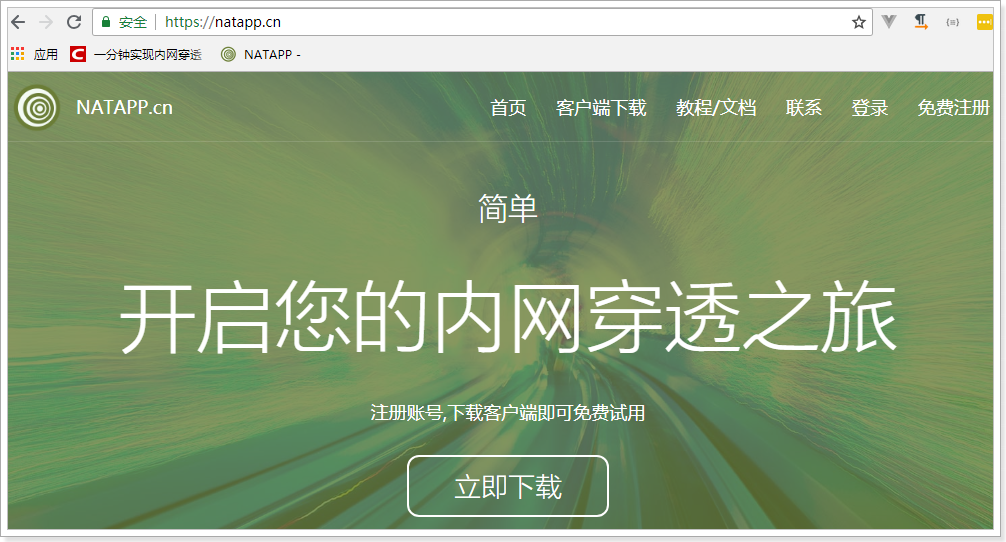 安全 https://natapp.cn
应用 一分钟实现内网穿透 NATAPP -
NATAPP.cn 首页 客户端下载 教程/文档 联系 登录 免费注册
简单
开启您的内网穿透之旅
注册账号,下载客户端即可免费试用
立即下载